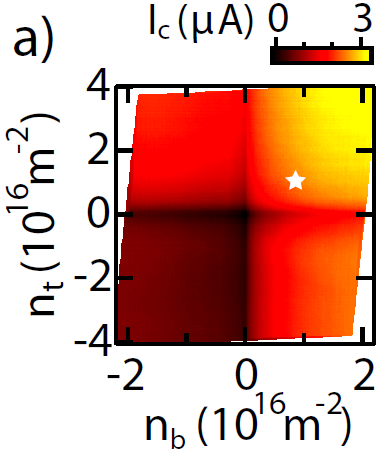 a)
I_c (μA)
0 3
4
2
0
-2
-4
n_t (10^16 m^-2)
-2 0 2
n_b (10^16 m^-2)